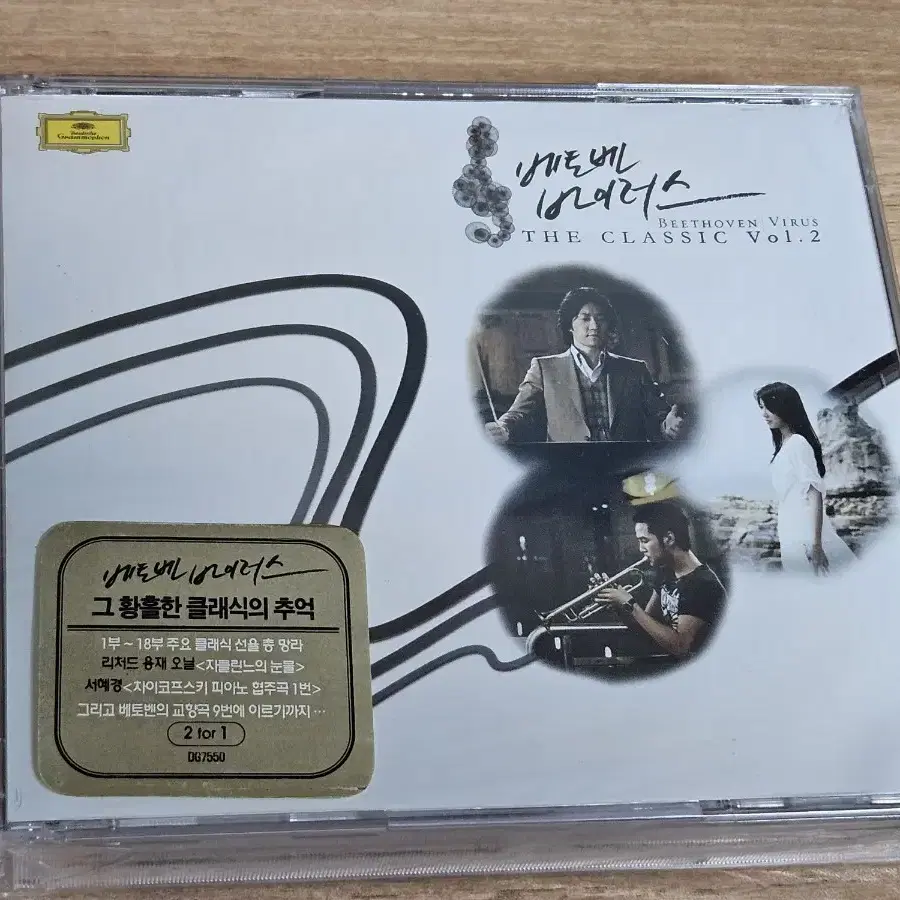 Deutsche
Grammophon
베토벤
바이러스
BEETHOVEN VIRUS
THE CLASSIC Vol.2
베토벤 바이러스
그 황홀한 클래식의 추억
1부 ~ 18부 주요 클래식 선율 총 망라
리처드 용재 오닐<자클린느의 눈물>
서혜경<차이코프스키 피아노 협주곡 1번>
그리고 베토벤의 교향곡 9번에 이르기까지 …
2 for 1
DG7550